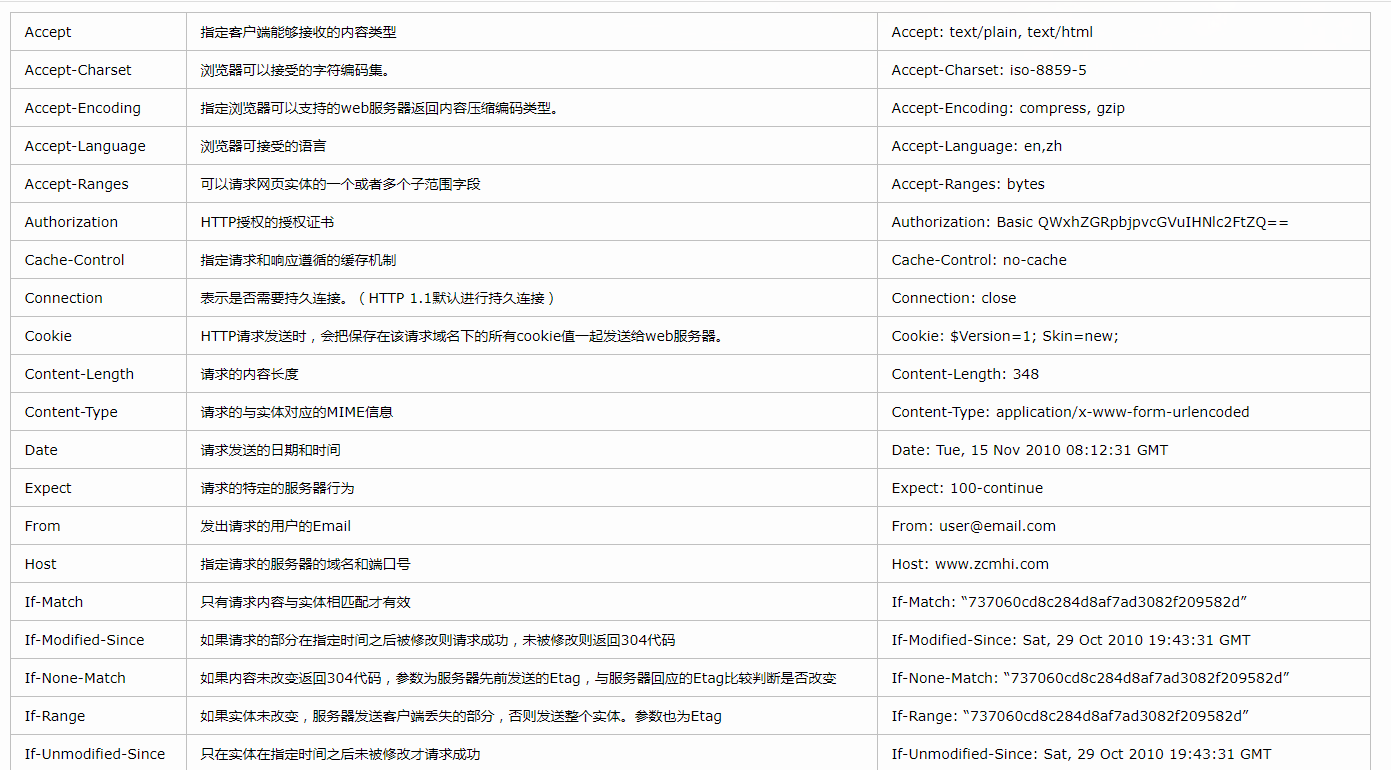 Accept 指定客户端能够接收的内容类型 Accept: text/plain, text/html
Accept-Charset 浏览器可以接受的字符编码集。 Accept-Charset: iso-8859-5
Accept-Encoding 指定浏览器可以支持的web服务器返回内容压缩编码类型。 Accept-Encoding: compress, gzip
Accept-Language 浏览器可接受的语言 Accept-Language: en,zh
Accept-Ranges 可以请求网页实体的一个或者多个子范围字段 Accept-Ranges: bytes
Authorization HTTP授权的授权证书 Authorization: Basic QWxhZGRpbjpvcGVuIHNlc2FtZQ==
Cache-Control 指定请求和响应遵循的缓存机制 Cache-Control: no-cache
Connection 表示是否需要持久连接。（HTTP 1.1默认进行持久连接） Connection: close
Cookie HTTP请求发送时，会把保存在该请求域名下的所有cookie值一起发送给web服务器。 Cookie: $Version=1; Skin=new;
Content-Length 请求的内容长度 Content-Length: 348
Content-Type 请求的与实体对应的MIME信息 Content-Type: application/x-www-form-urlencoded
Date 请求发送的日期和时间 Date: Tue, 15 Nov 2010 08:12:31 GMT
Expect 请求的特定的服务器行为 Expect: 100-continue
From 发出请求的用户的Email From: user@email.com
Host 指定请求的服务器的域名和端口号 Host: www.zcmhi.com
If-Match 只有请求内容与实体相匹配才有效 If-Match: “737060cd8c284d8af7ad3082f209582d”
If-Modified-Since 如果请求的部分在指定时间之后被修改则请求成功，未被修改则返回304代码 If-Modified-Since: Sat, 29 Oct 2010 19:43:31 GMT
If-None-Match 如果内容未改变返回304代码，参数为服务器先前发送的Etag，与服务器回应的Etag比较判断是否改变 If-None-Match: “737060cd8c284d8af7ad3082f209582d”
If-Range 如果实体未改变，服务器发送客户端丢失的部分，否则发送整个实体。参数也为Etag If-Range: “737060cd8c284d8af7ad3082f209582d”
If-Unmodified-Since 只在实体在指定时间之后未被修改才请求成功 If-Unmodified-Since: Sat, 29 Oct 2010 19:43:31 GMT